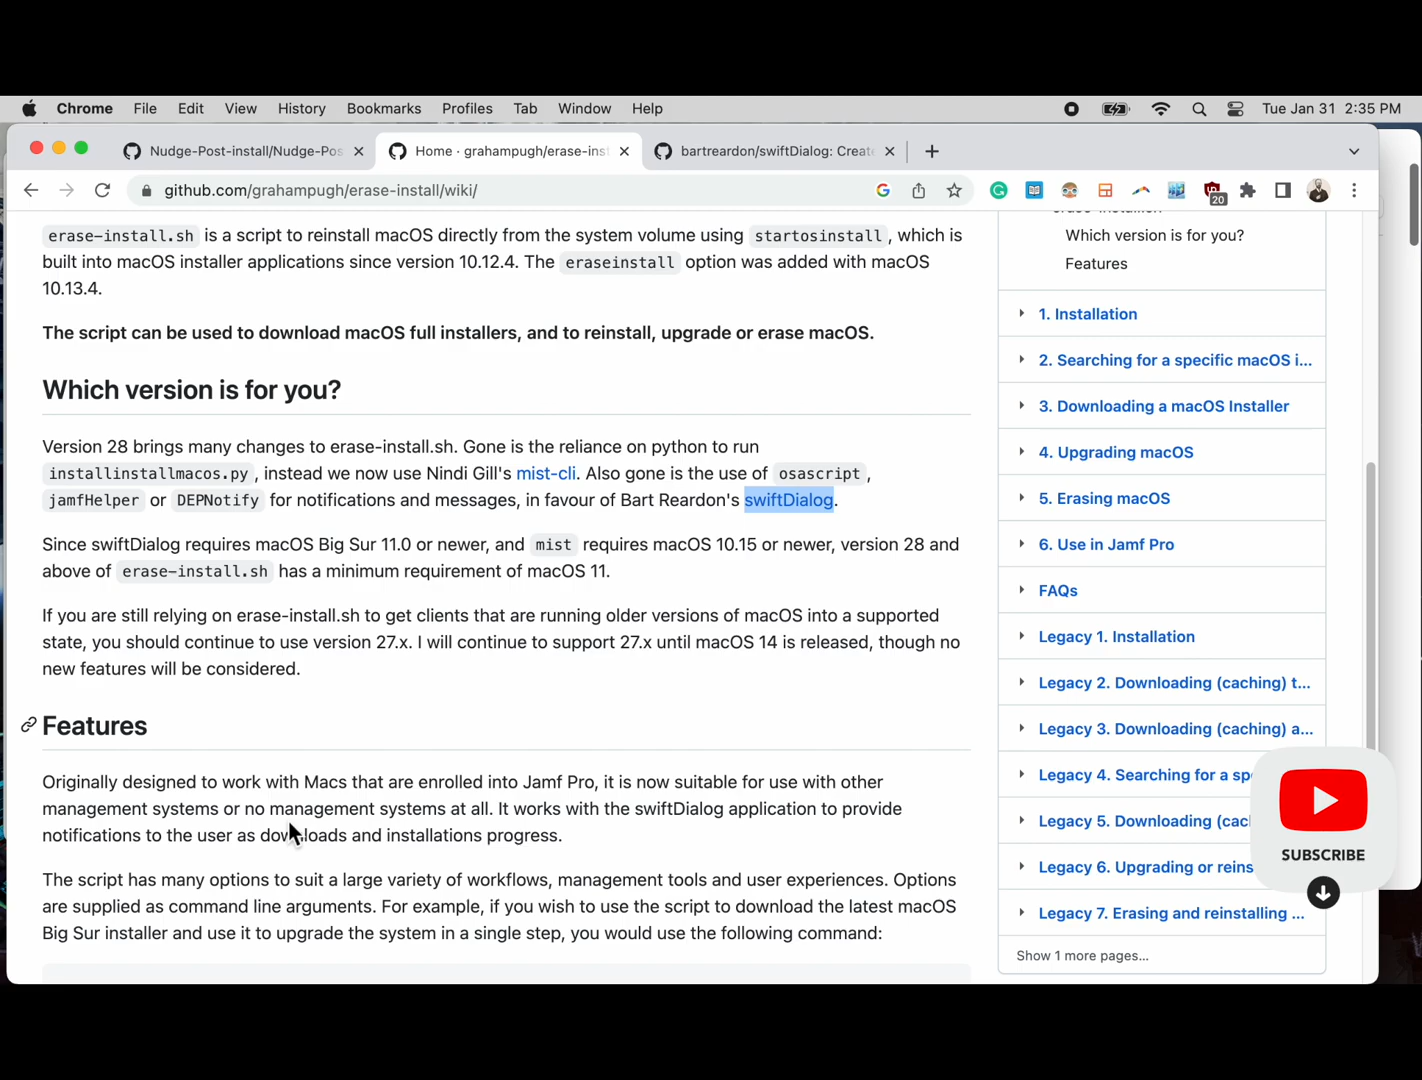 Chrome File Edit View History Bookmarks Profiles Tab Window Help Tue Jan 31 2:35 PM
Nudge-Post-install/Nudge-Pos Home · grahampugh/erase-inst bartreardon/swiftDialog: Create
github.com/grahampugh/erase-install/wiki/
20
erase-install.sh is a script to reinstall macOS directly from the system volume using startosinstall, which is
built into macOS installer applications since version 10.12.4. The eraseinstall option was added with macOS
10.13.4.
The script can be used to download macOS full installers, and to reinstall, upgrade or erase macOS.
Which version is for you?
Version 28 brings many changes to erase-install.sh. Gone is the reliance on python to run
installinstallmacos.py, instead we now use Nindi Gill's mist-cli. Also gone is the use of osascript,
jamfHelper or DEPNotify for notifications and messages, in favour of Bart Reardon's swiftDialog.
Since swiftDialog requires macOS Big Sur 11.0 or newer, and mist requires macOS 10.15 or newer, version 28 and
above of erase-install.sh has a minimum requirement of macOS 11.
If you are still relying on erase-install.sh to get clients that are running older versions of macOS into a supported
state, you should continue to use version 27.x. I will continue to support 27.x until macOS 14 is released, though no
new features will be considered.
Features
Originally designed to work with Macs that are enrolled into Jamf Pro, it is now suitable for use with other
management systems or no management systems at all. It works with the swiftDialog application to provide
notifications to the user as downloads and installations progress.
The script has many options to suit a large variety of workflows, management tools and user experiences. Options
are supplied as command line arguments. For example, if you wish to use the script to download the latest macOS
Big Sur installer and use it to upgrade the system in a single step, you would use the following command:
Which version is for you?
Features
1. Installation
2. Searching for a specific macOS i...
3. Downloading a macOS Installer
4. Upgrading macOS
5. Erasing macOS
6. Use in Jamf Pro
FAQs
Legacy 1. Installation
Legacy 2. Downloading (caching) t...
Legacy 3. Downloading (caching) a...
Legacy 4. Searching for a spe
Legacy 5. Downloading (cac
Legacy 6. Upgrading or reins
Legacy 7. Erasing and reinstalling ...
Show 1 more pages...
SUBSCRIBE